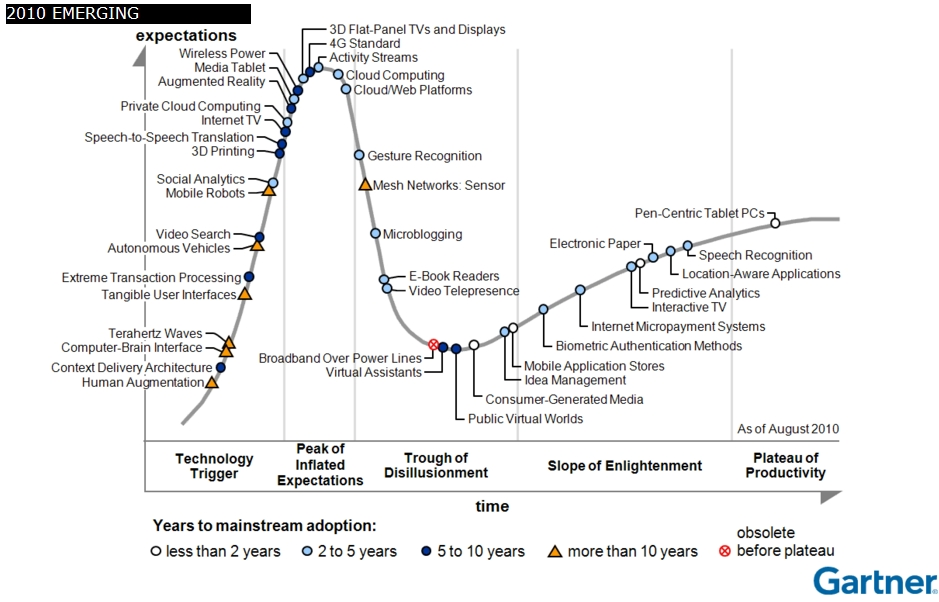 2010 EMERGING
expectations
3D Flat-Panel TVs and Displays
4G Standard
Activity Streams
Wireless Power
Media Tablet
Augmented Reality
Cloud Computing
Cloud/Web Platforms
Private Cloud Computing
Internet TV
Speech-to-Speech Translation
3D Printing
Gesture Recognition
Social Analytics
Mobile Robots
Mesh Networks: Sensor
Pen-Centric Tablet PCs
Video Search
Autonomous Vehicles
Microblogging
Electronic Paper
Speech Recognition
Location-Aware Applications
Extreme Transaction Processing
Tangible User Interfaces
E-Book Readers
Video Telepresence
Predictive Analytics
Interactive TV
Internet Micropayment Systems
Terahertz Waves
Computer-Brain Interface
Biometric Authentication Methods
Broadband Over Power Lines
Virtual Assistants
Mobile Application Stores
Idea Management
Context Delivery Architecture
Human Augmentation
Consumer-Generated Media
Public Virtual Worlds
As of August 2010
Technology
Trigger
Peak of
Inflated
Expectations
Trough of
Disillusionment
Slope of Enlightenment
Plateau of
Productivity
time
Years to mainstream adoption:
less than 2 years
2 to 5 years
5 to 10 years
more than 10 years
obsolete
before plateau
Gartner